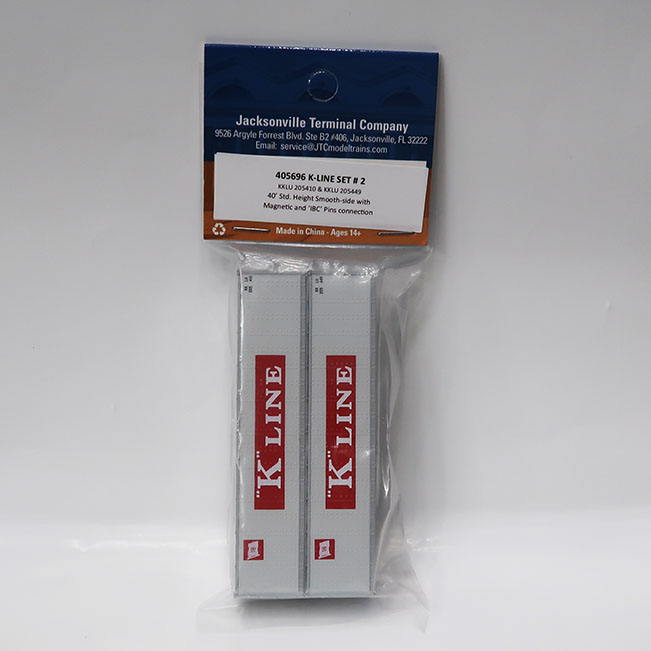 Jacksonville Terminal Company
9526 Argyle Forrest Blvd. Ste B2 #406, Jacksonville, FL 32222
Email: service@JTCmodeltrains.com
405696 K-LINE SET # 2
KKLU 205410 & KKLU 205449
40' Std. Height Smooth-side with
Magnetic and 'IBC' Pins connection
Made in China - Ages 14+
"K" LINE
"K" LINE